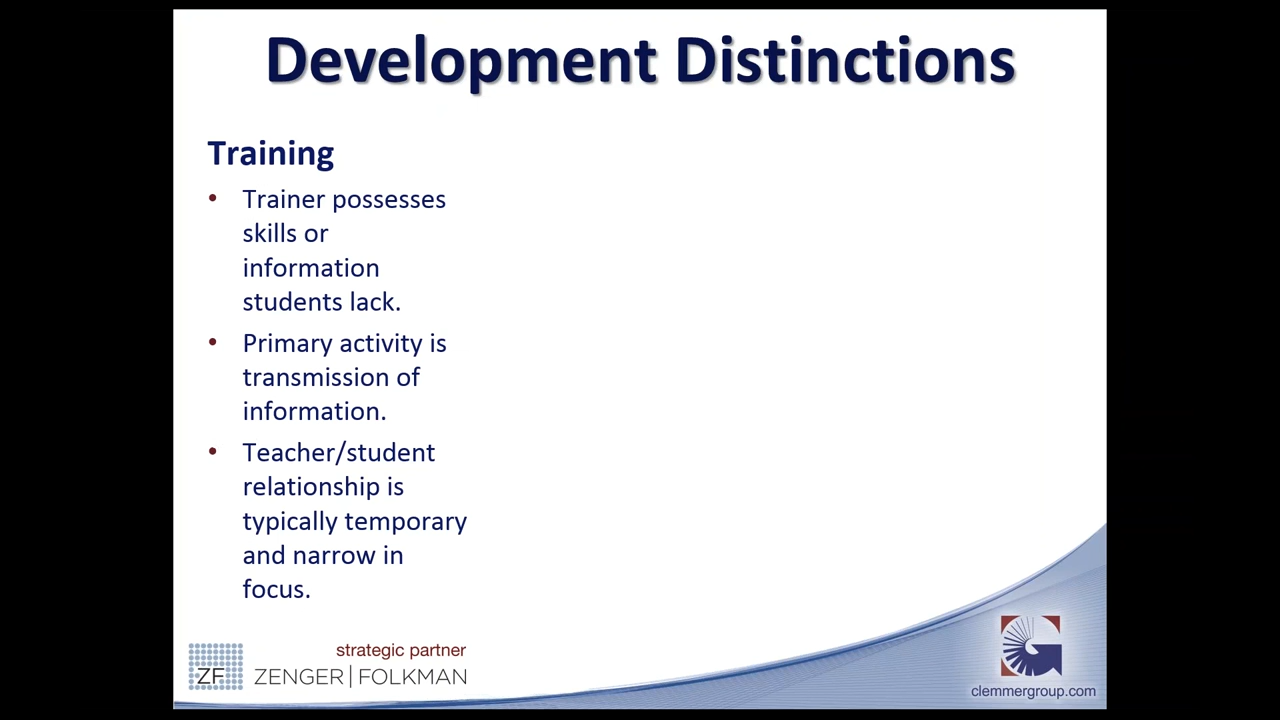 Development Distinctions
Training
• Trainer possesses
skills or
information
students lack.
• Primary activity is
transmission of
information.
• Teacher/student
relationship is
typically temporary
and narrow in
focus.
ZF
strategic partner
ZENGER|FOLKMAN
clemmergroup.com